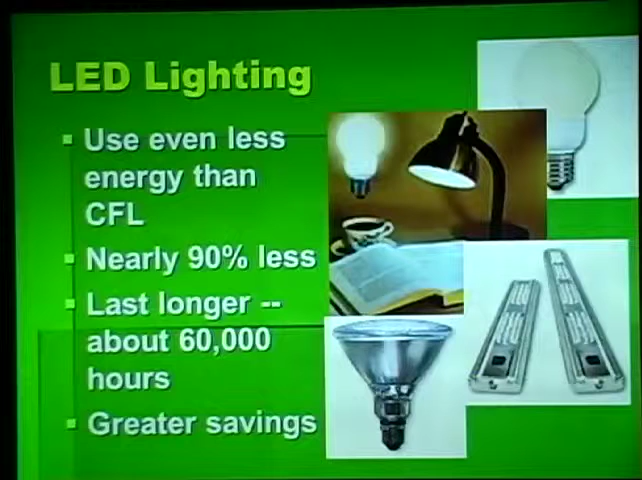 LED Lighting
Use even less
energy than
CFL
Nearly 90% less
Last longer --
about 60,000
hours
Greater savings